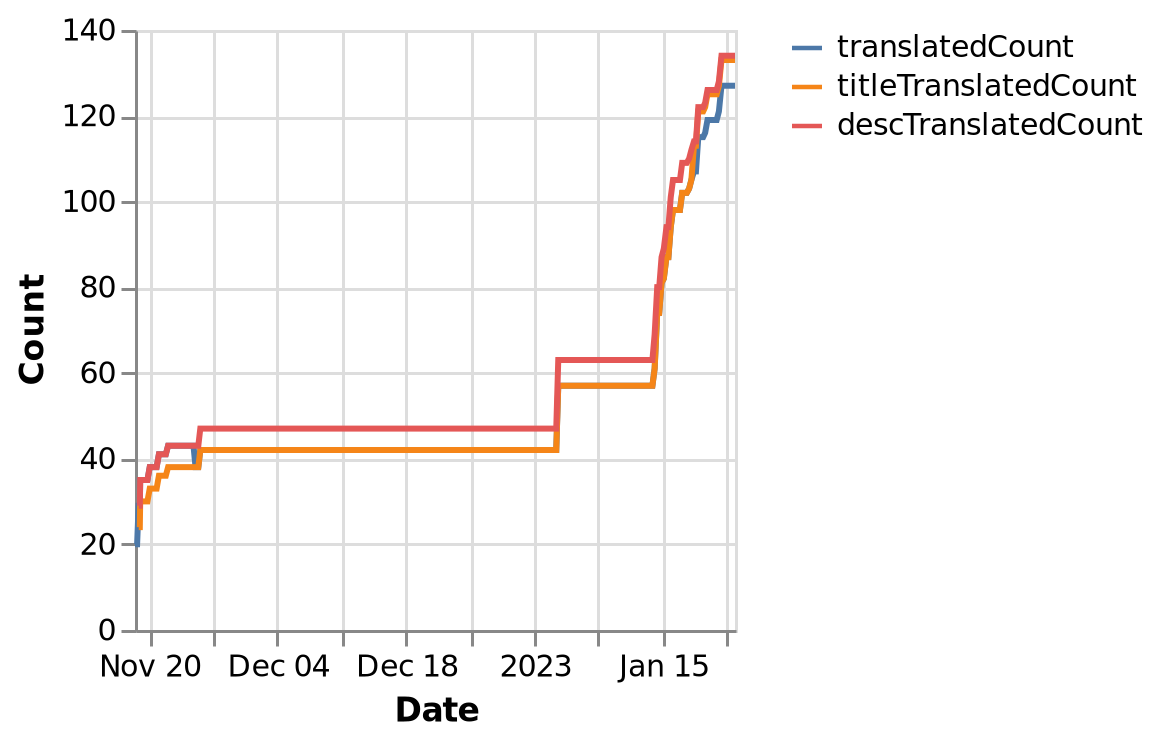 140
120
100
80
60
40
20
0
Count
Nov 20
Dec 04
Dec 18
2023
Jan 15
Date
translatedCount
titleTranslatedCount
descTranslatedCount